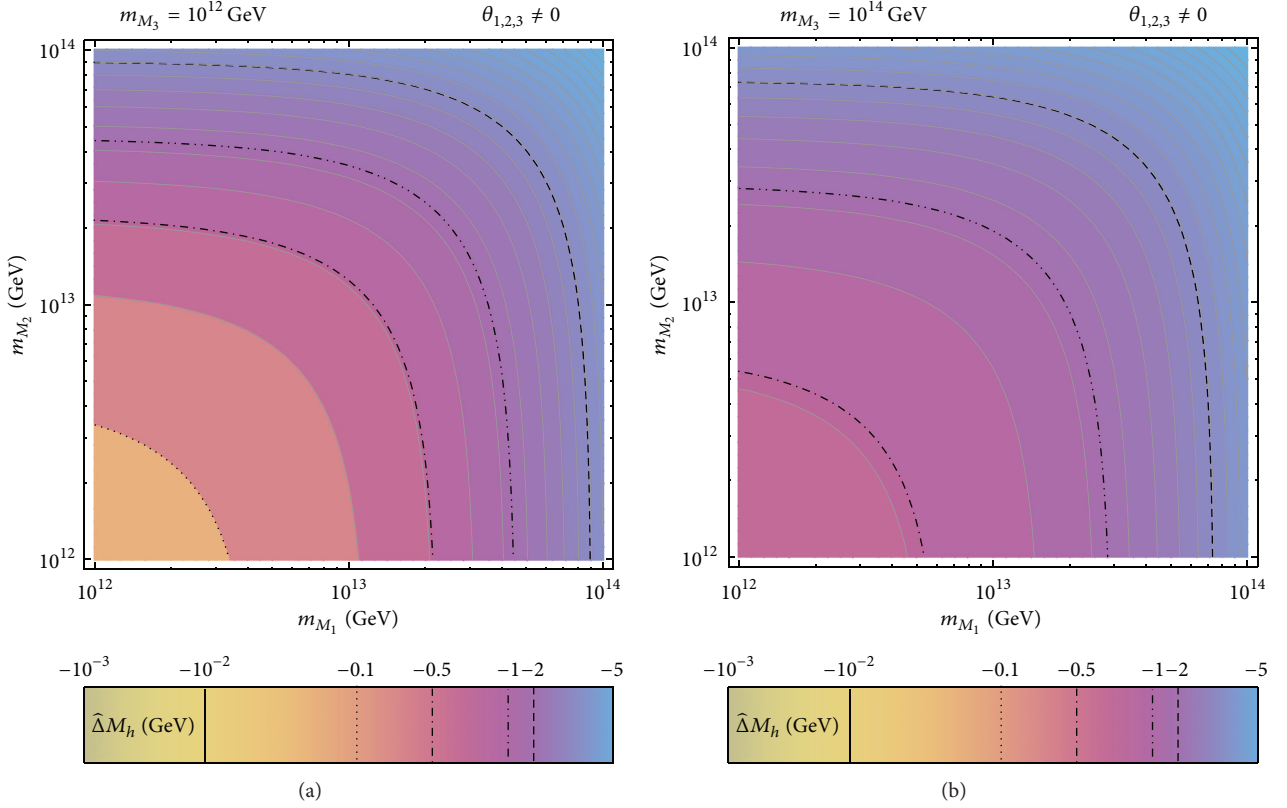 m_{M_3} = 10^{12} GeV θ_{1,2,3} ≠ 0
10^{14}
10^{13}
10^{12}
m_{M_2} (GeV)
10^{12} 10^{13} 10^{14}
m_{M_1} (GeV)
−10^{−3} −10^{−2} −0.1 −0.5 −1 −2 −5
\widehat{Δ}M_h (GeV)
(a)
m_{M_3} = 10^{14} GeV θ_{1,2,3} ≠ 0
10^{14}
10^{13}
10^{12}
m_{M_2} (GeV)
10^{12} 10^{13} 10^{14}
m_{M_1} (GeV)
−10^{−3} −10^{−2} −0.1 −0.5 −1 −2 −5
\widehat{Δ}M_h (GeV)
(b)